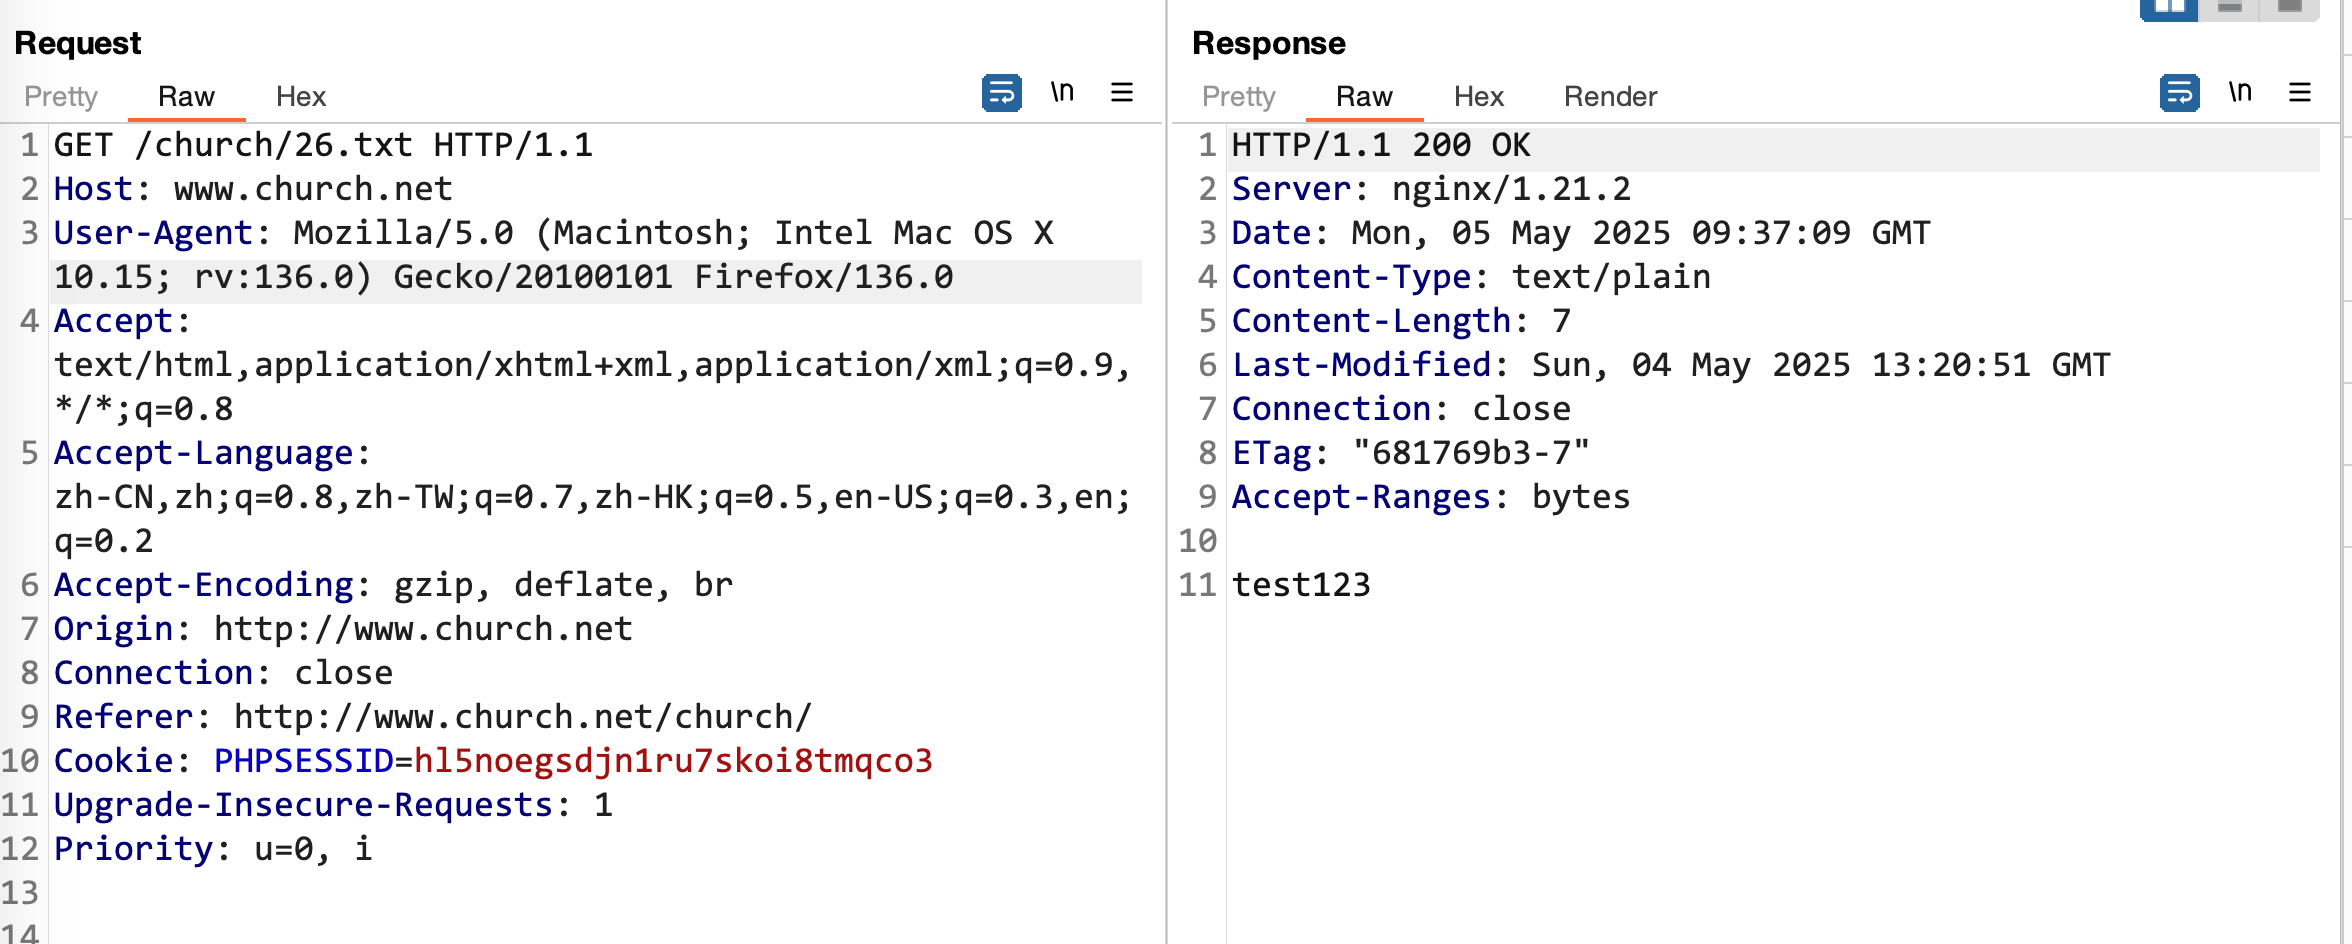 Request
Pretty Raw Hex \n
1 GET /church/26.txt HTTP/1.1
2 Host: www.church.net
3 User-Agent: Mozilla/5.0 (Macintosh; Intel Mac OS X
10.15; rv:136.0) Gecko/20100101 Firefox/136.0
4 Accept:
text/html,application/xhtml+xml,application/xml;q=0.9,
*/*;q=0.8
5 Accept-Language:
zh-CN,zh;q=0.8,zh-TW;q=0.7,zh-HK;q=0.5,en-US;q=0.3,en;
q=0.2
6 Accept-Encoding: gzip, deflate, br
7 Origin: http://www.church.net
8 Connection: close
9 Referer: http://www.church.net/church/
10 Cookie: PHPSESSID=hl5noegsdjn1ru7skoi8tmqco3
11 Upgrade-Insecure-Requests: 1
12 Priority: u=0, i
13
14
Response
Pretty Raw Hex Render \n
1 HTTP/1.1 200 OK
2 Server: nginx/1.21.2
3 Date: Mon, 05 May 2025 09:37:09 GMT
4 Content-Type: text/plain
5 Content-Length: 7
6 Last-Modified: Sun, 04 May 2025 13:20:51 GMT
7 Connection: close
8 ETag: "681769b3-7"
9 Accept-Ranges: bytes
10
11 test123